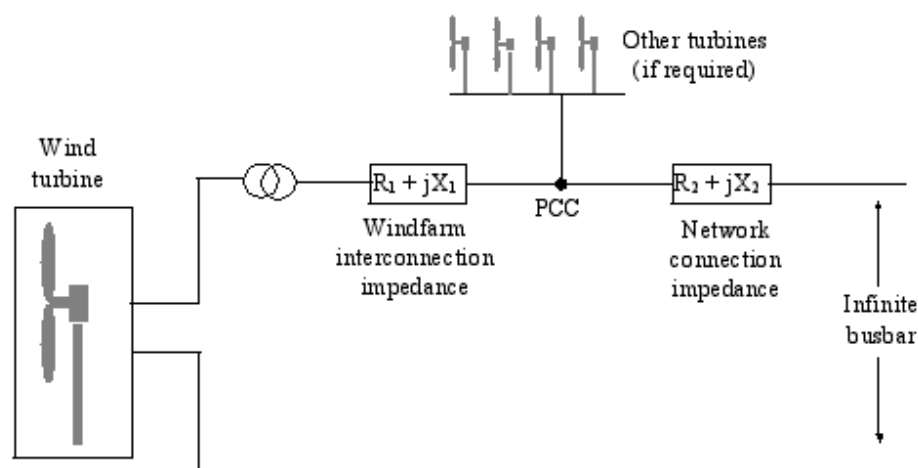 Other turbines
(if required)
Wind
turbine
R₁ + jX₁
PCC
R₂ + jX₂
Windfarm
interconnection
impedance
Network
connection
impedance
Infinite
busbar